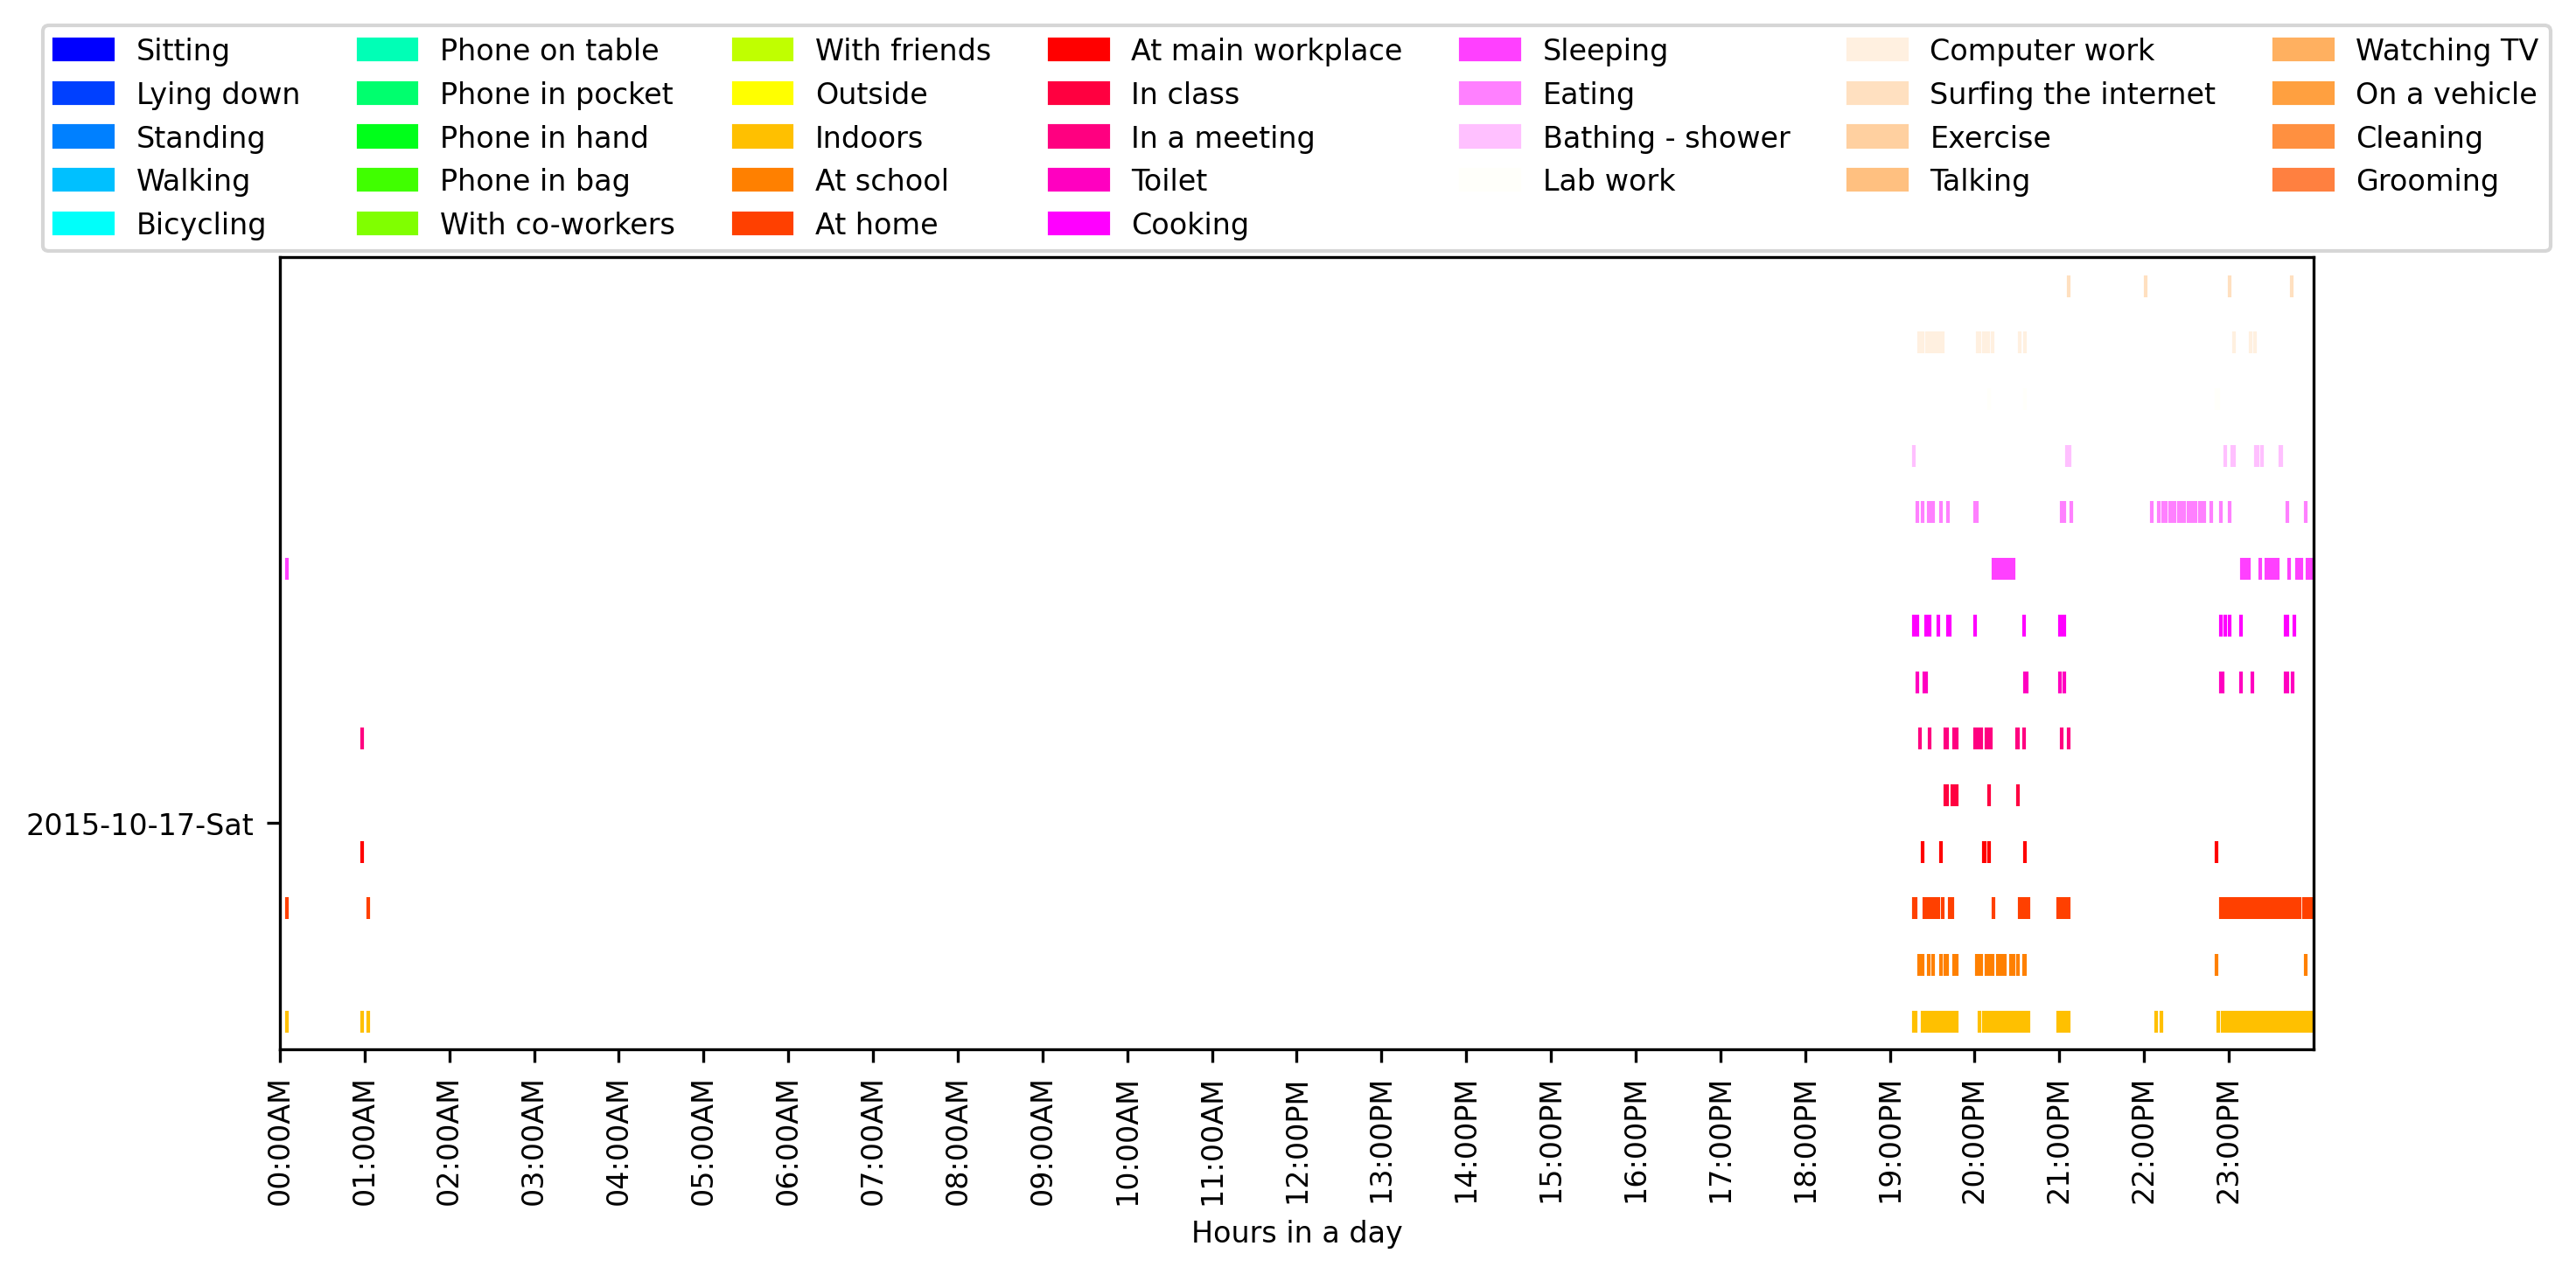 Sitting
Lying down
Standing
Walking
Bicycling
Phone on table
Phone in pocket
Phone in hand
Phone in bag
With co-workers
With friends
Outside
Indoors
At school
At home
At main workplace
In class
In a meeting
Toilet
Cooking
Sleeping
Eating
Bathing - shower
Lab work
Computer work
Surfing the internet
Exercise
Talking
Watching TV
On a vehicle
Cleaning
Grooming
2015-10-17-Sat
00:00AM
01:00AM
02:00AM
03:00AM
04:00AM
05:00AM
06:00AM
07:00AM
08:00AM
09:00AM
10:00AM
11:00AM
12:00PM
13:00PM
14:00PM
15:00PM
16:00PM
17:00PM
18:00PM
19:00PM
20:00PM
21:00PM
22:00PM
23:00PM
Hours in a day